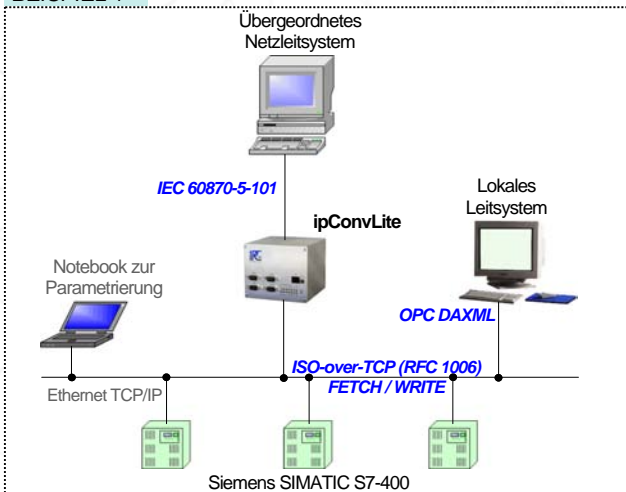 Übergeordnetes
Netzleitsystem
IEC 60870-5-101
ipConvLite
Lokales
Leitsystem
Notebook zur
Parametrierung
OPC DAXML
ISO-over-TCP (RFC 1006)
Ethernet TCP/IP
FETCH / WRITE
Siemens SIMATIC S7-400